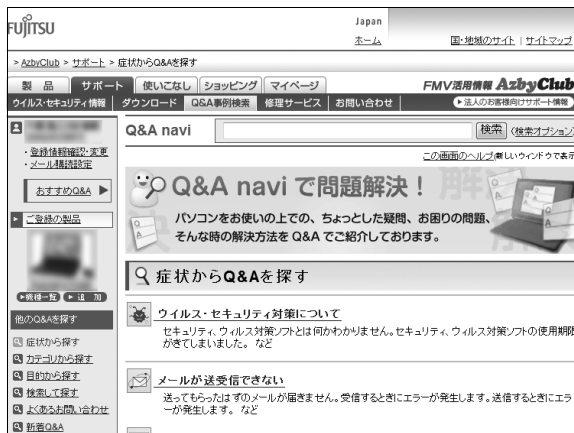 FUJITSU
Japan
ホーム
国・地域のサイト | サイトマップ
> AzbyClub > サポート > 症状からQ&Aを探す
製 品 サポート 使いこなし ショッピング マイページ
FMV活用情報 AzbyClub
ウイルス・セキュリティ情報 ダウンロード Q&A事例検索 修理サービス お問い合わせ
法人のお客様向けサポート情報
Q&A navi 検索 (検索オプション)
この画面のヘルプ(新しいウィンドウで表示
・登録情報確認・変更
・メール購読設定
おすすめQ&A
ご登録の製品
機種一覧 追 加
Q&A navi で問題解決！
パソコンをお使いの上での、ちょっとした疑問、お困りの問題、
そんな時の解決方法を Q&A でご紹介しております。
症状からQ&Aを探す
他のQ&Aを探す
症状から探す
カテゴリから探す
目的から探す
検索して探す
よくあるお問い合わせ
新着Q&A
ウイルス・セキュリティ対策について
セキュリティ、ウィルス対策ソフトとは何かわかりません。セキュリティ、ウィルス対策ソフトの使用期限
がきてしまいました。 など
メールが送受信できない
送ってもらったはずのメールが届きません。受信するときにエラーが発生します。送信するときにエラ
ーが発生します。 など